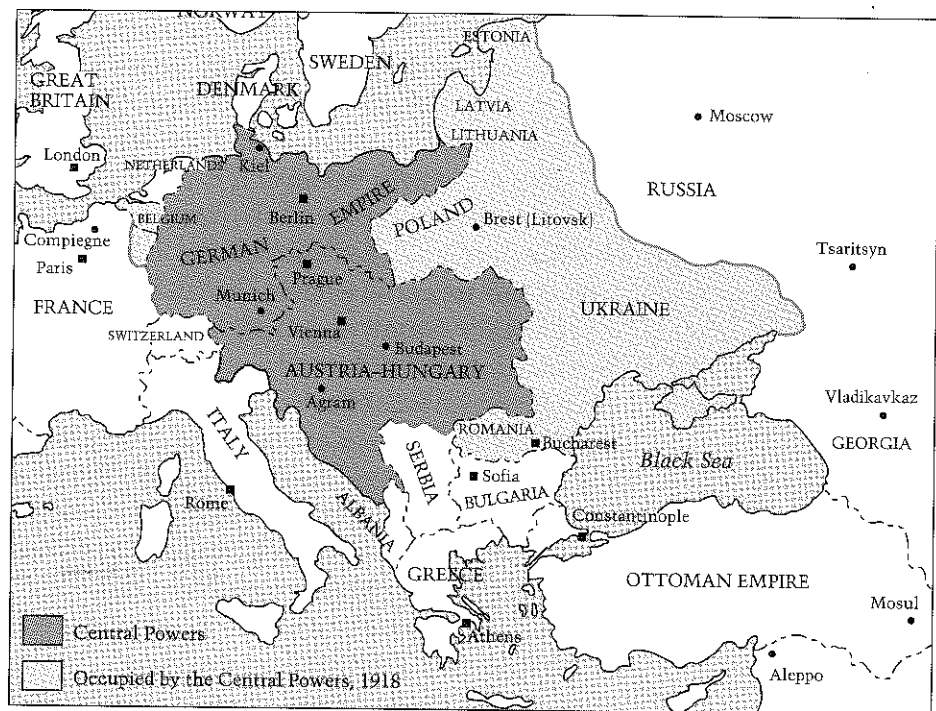 NORWAY
ESTONIA
SWEDEN
GREAT
BRITAIN
DENMARK
LATVIA
Moscow
LITHUANIA
London
NETHERLANDS
Kiel
RUSSIA
Berlin
EMPIRE
POLAND
BELGIUM
Brest (Litovsk)
Compiegne
GERMAN
Tsaritsyn
Paris
Prague
Munich
FRANCE
UKRAINE
SWITZERLAND
Vienna
Budapest
AUSTRIA–HUNGARY
Agram
Vladikavkaz
ITALY
ROMANIA
Bucharest
GEORGIA
SERBIA
Black Sea
Sofia
BULGARIA
Rome
ALBANIA
Constantinople
GREECE
OTTOMAN EMPIRE
Mosul
Central Powers
Athens
Occupied by the Central Powers, 1918
Aleppo